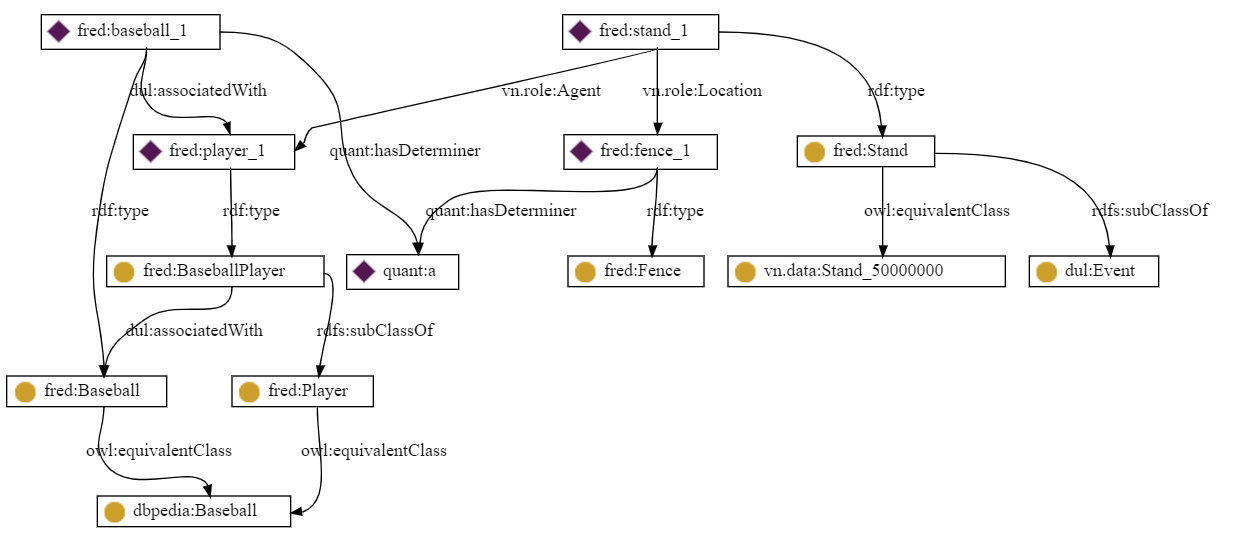 fred:baseball_1
fred:stand_1
dul:associatedWith
vn.role:Agent
vn.role:Location
rdf:type
fred:player_1
quant:hasDeterminer
fred:fence_1
fred:Stand
rdf:type
rdf:type
quant:hasDeterminer
rdf:type
owl:equivalentClass
rdfs:subClassOf
fred:BaseballPlayer
quant:a
fred:Fence
vn.data:Stand_50000000
dul:Event
dul:associatedWith
rdfs:subClassOf
fred:Baseball
fred:Player
owl:equivalentClass
owl:equivalentClass
dbpedia:Baseball